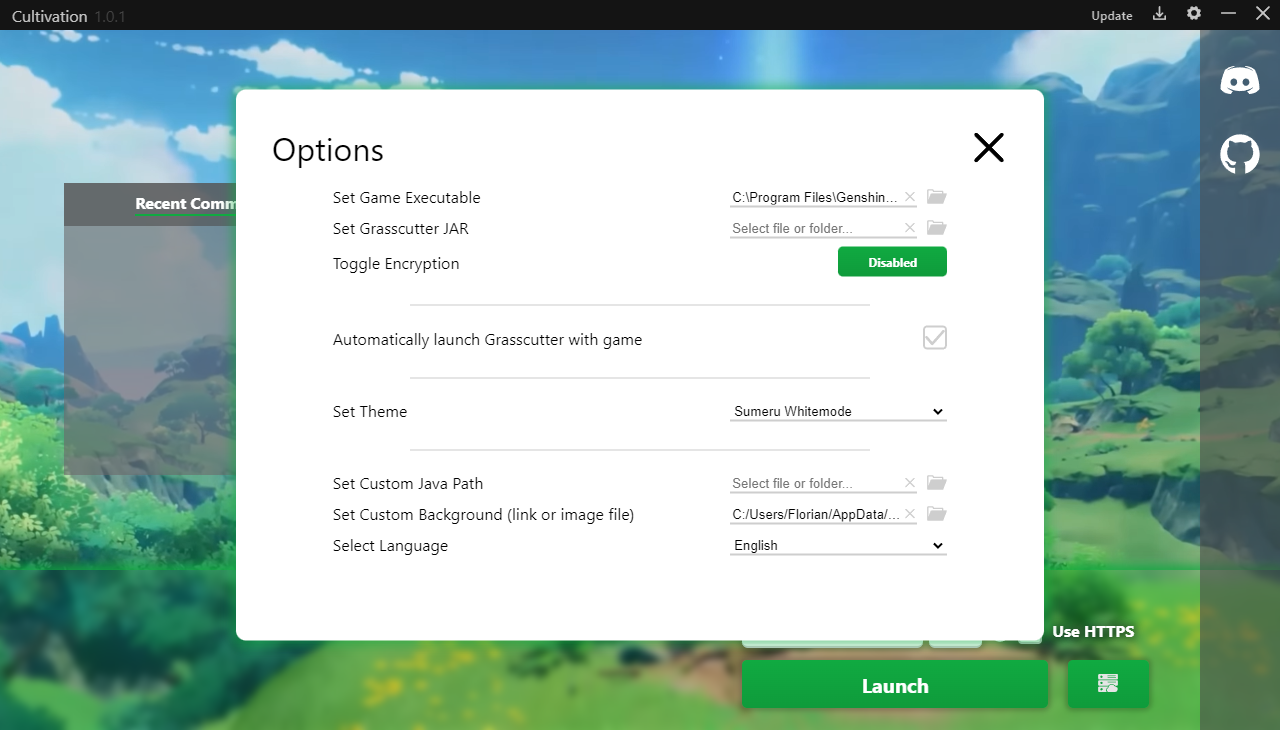 Cultivation 1.0.1
Update
Options
Recent Comm
Set Game Executable
C:\Program Files\Genshin...
Set Grasscutter JAR
Select file or folder...
Toggle Encryption
Disabled
Automatically launch Grasscutter with game
Set Theme
Sumeru Whitemode
Set Custom Java Path
Select file or folder...
Set Custom Background (link or image file)
C:/Users/Florian/AppData/...
Select Language
English
Use HTTPS
Launch